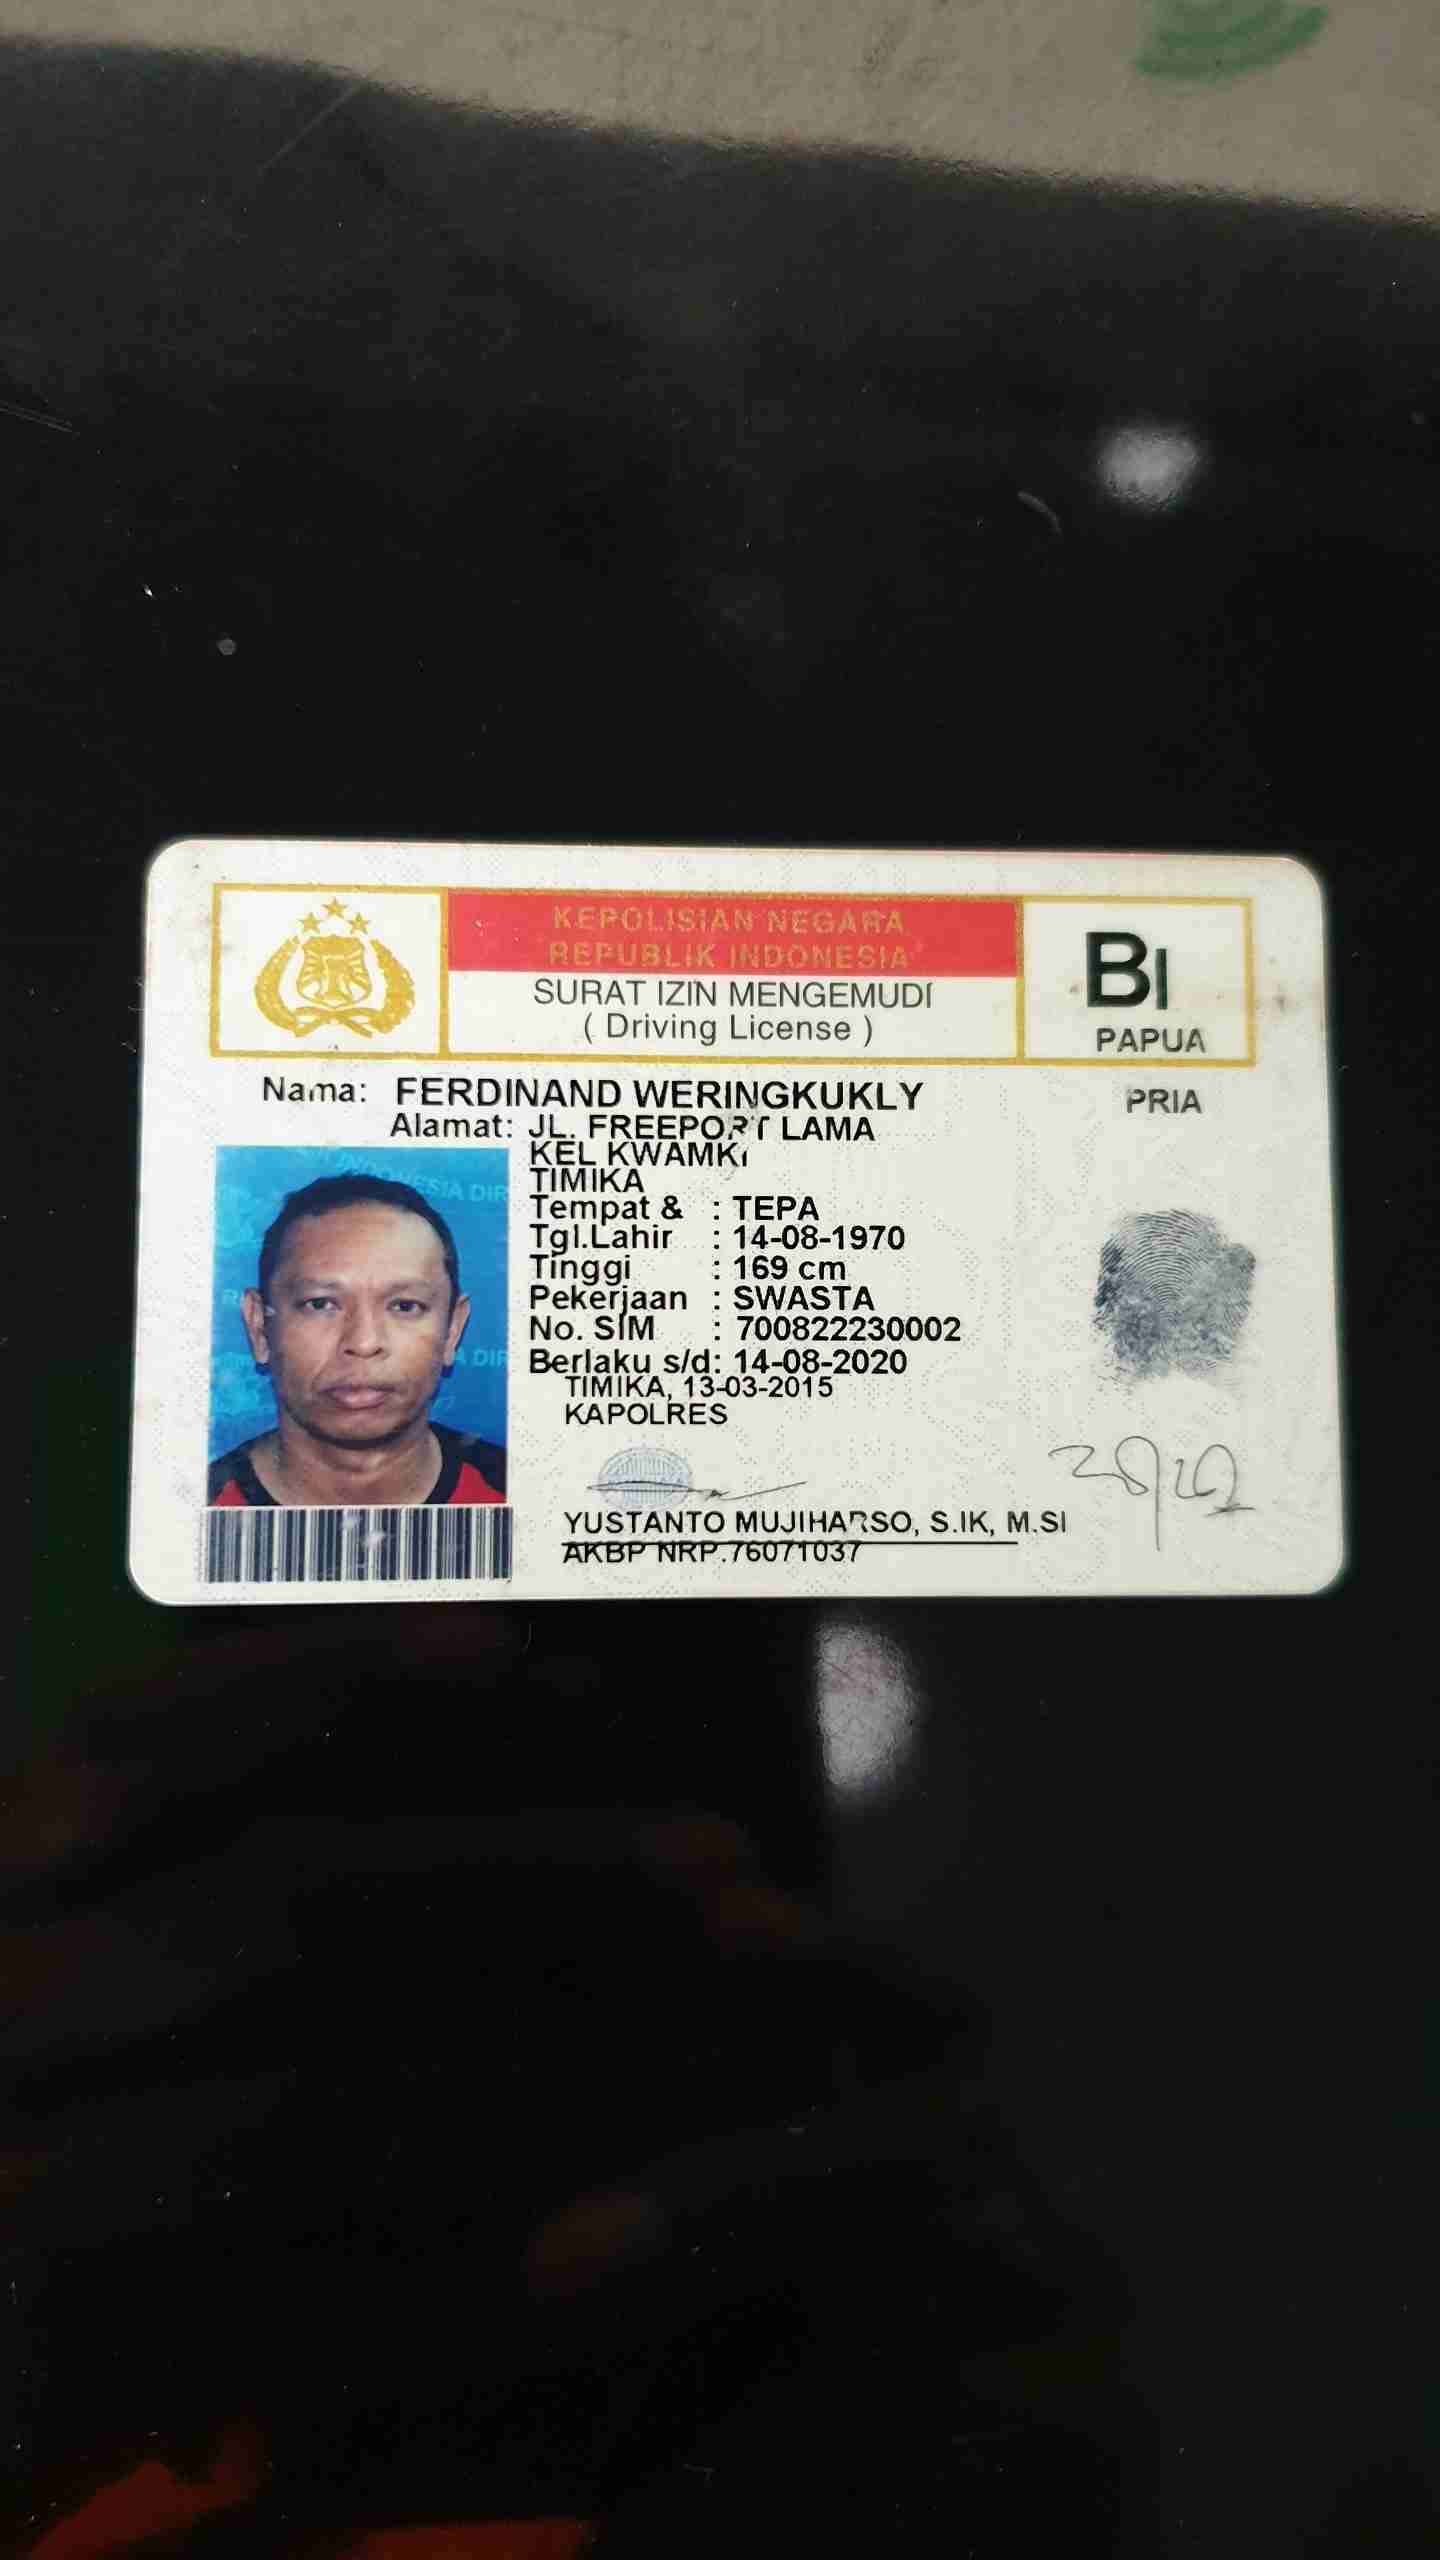 KEPOLISIAN NEGARA
REPUBLIK INDONESIA
SURAT IZIN MENGEMUDI
( Driving License )
BI
PAPUA
Nama: FERDINAND WERINGKUKLY
PRIA
Alamat: JL. FREEPORT LAMA
KEL KWAMKI
TIMIKA
Tempat & : TEPA
Tgl.Lahir : 14-08-1970
Tinggi : 169 cm
Pekerjaan : SWASTA
No. SIM : 700822230002
Berlaku s/d: 14-08-2020
TIMIKA, 13-03-2015
KAPOLRES
YUSTANTO MUJIHARSO, S.IK, M.SI
AKBP NRP.76071037